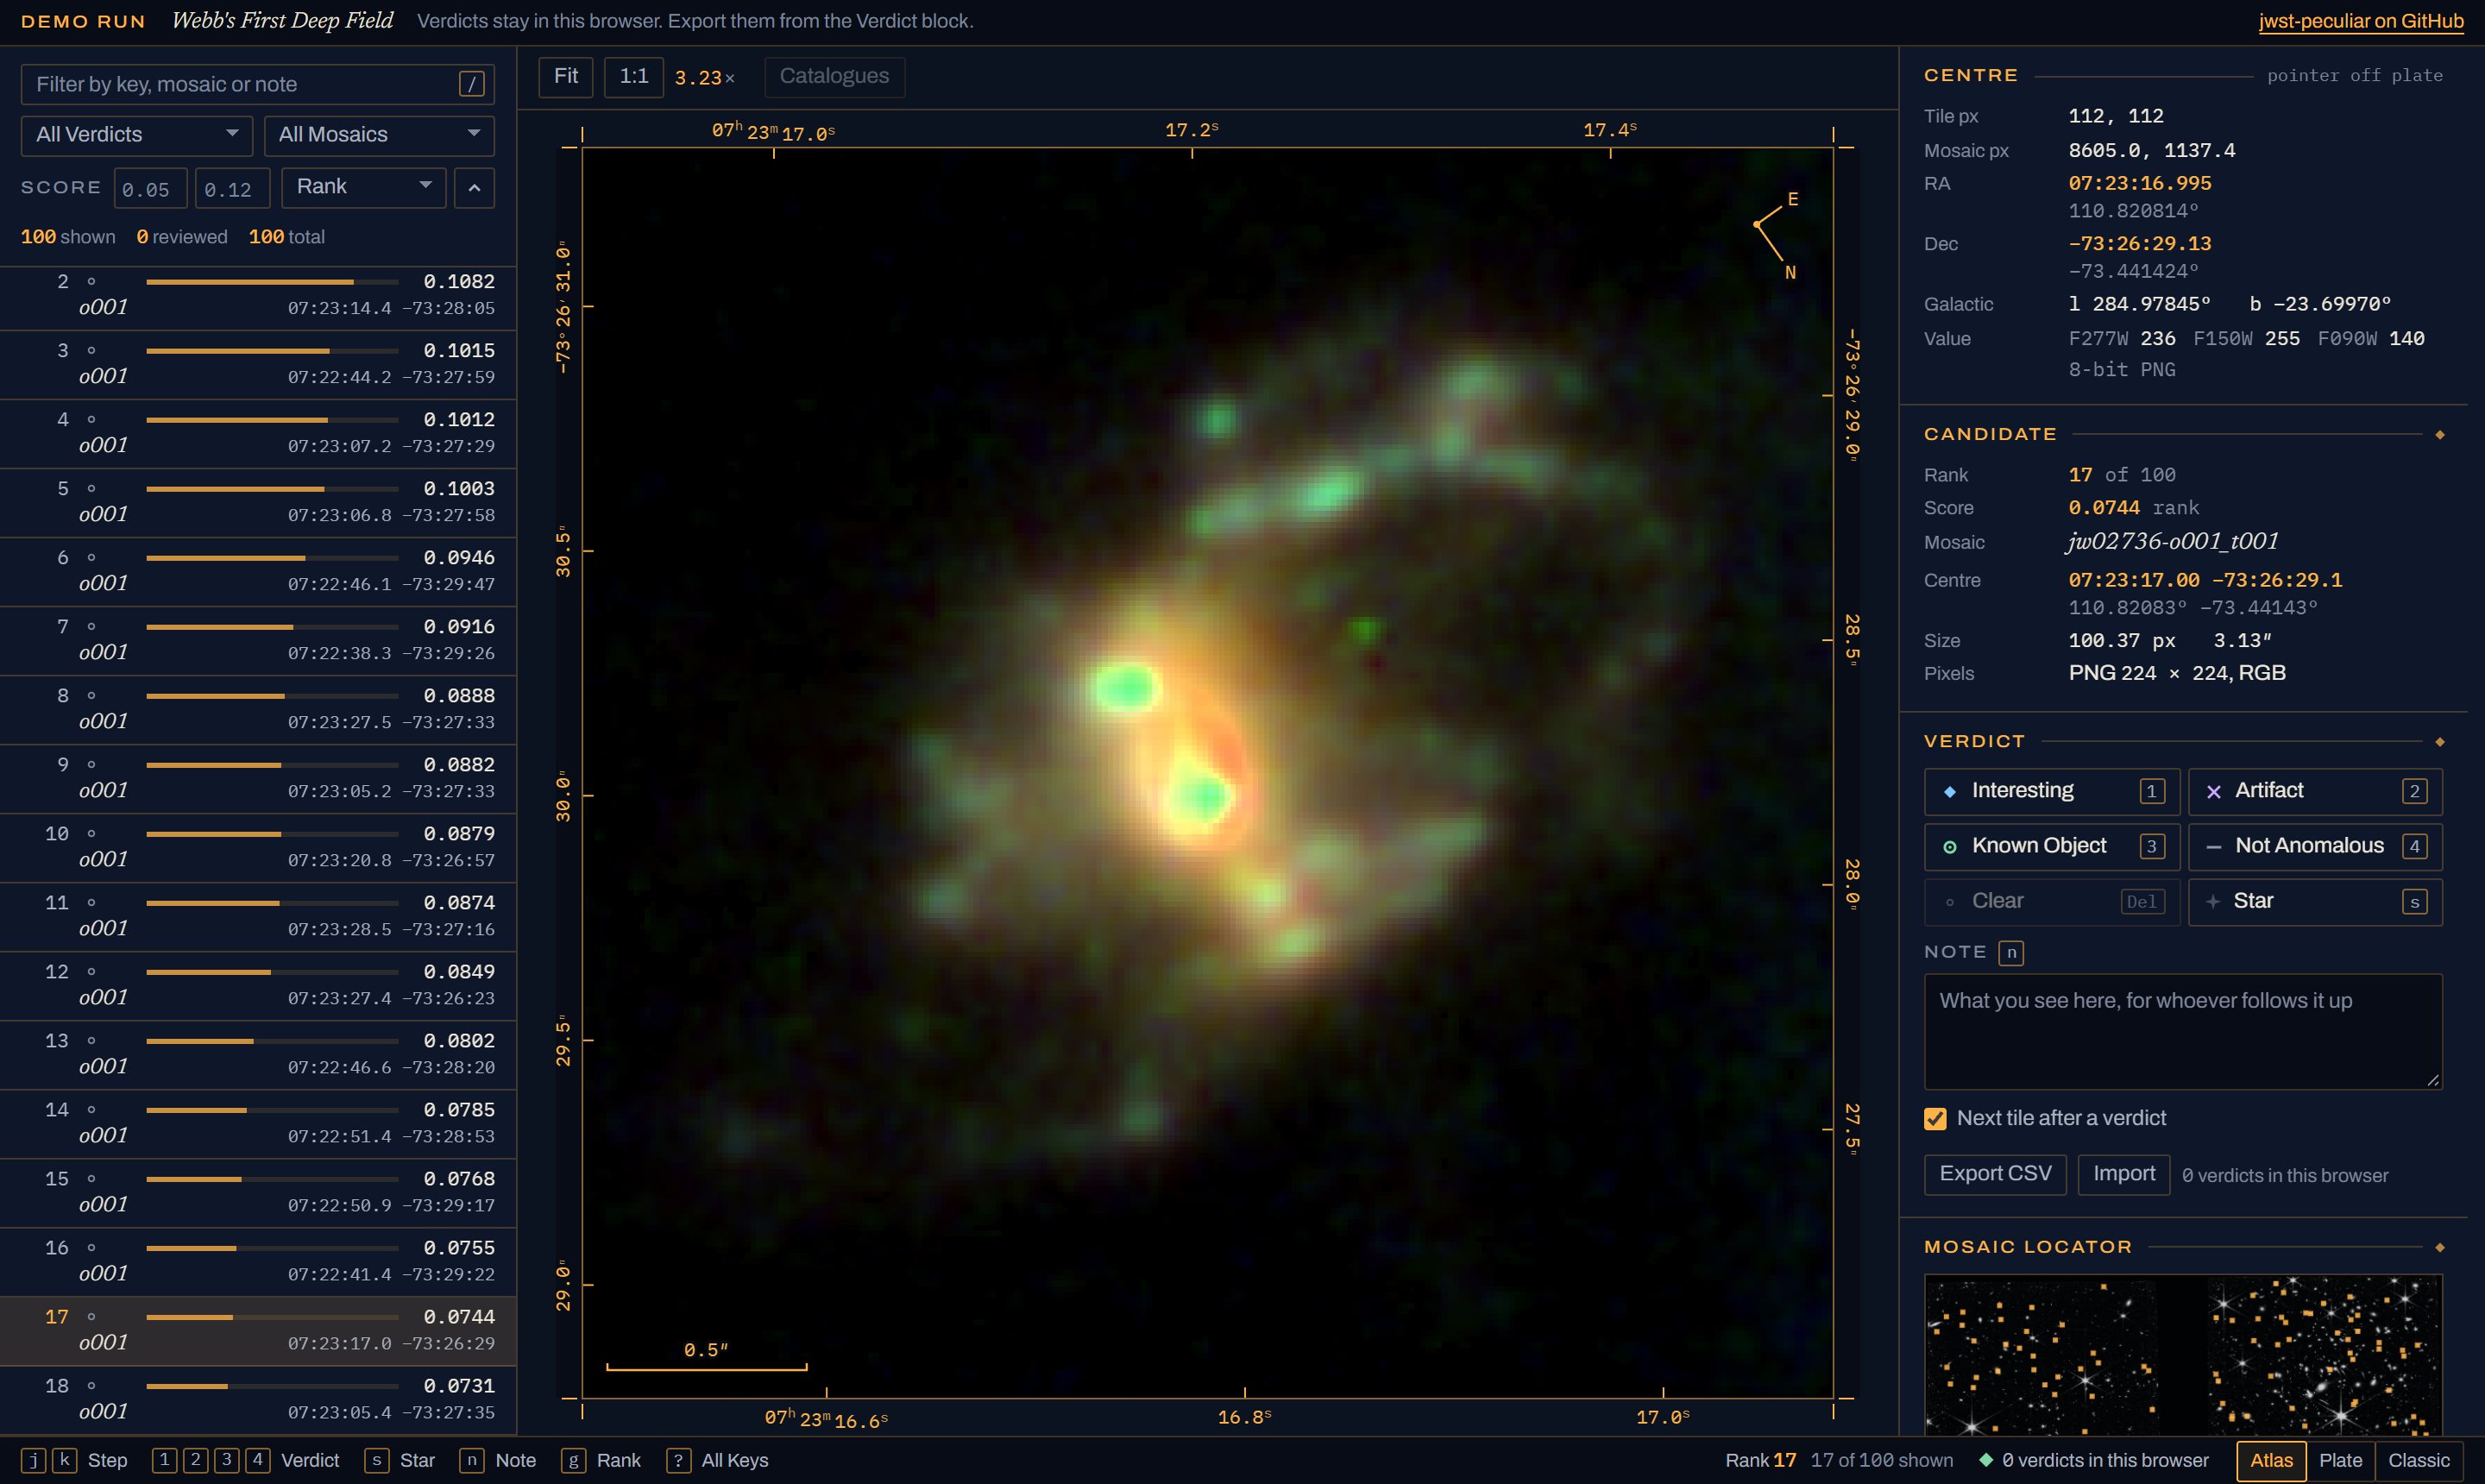 DEMO RUN Webb's First Deep Field Verdicts stay in this browser. Export them from the Verdict block. jwst-peculiar on GitHub
Filter by key, mosaic or note /
All Verdicts All Mosaics
SCORE 0.05 0.12 Rank
100 shown 0 reviewed 100 total
2 0.1082
o001 07:23:14.4 −73:28:05
3 0.1015
o001 07:22:44.2 −73:27:59
4 0.1012
o001 07:23:07.2 −73:27:29
5 0.1003
o001 07:23:06.8 −73:27:58
6 0.0946
o001 07:22:46.1 −73:29:47
7 0.0916
o001 07:22:38.3 −73:29:26
8 0.0888
o001 07:23:27.5 −73:27:33
9 0.0882
o001 07:23:05.2 −73:27:33
10 0.0879
o001 07:23:20.8 −73:26:57
11 0.0874
o001 07:23:28.5 −73:27:16
12 0.0849
o001 07:23:27.4 −73:26:23
13 0.0802
o001 07:22:46.6 −73:28:20
14 0.0785
o001 07:22:51.4 −73:28:53
15 0.0768
o001 07:22:50.9 −73:29:17
16 0.0755
o001 07:22:41.4 −73:29:22
17 0.0744
o001 07:23:17.0 −73:26:29
18 0.0731
o001 07:23:05.4 −73:27:35
Fit 1:1 3.23× Catalogues
07ʰ 23ᵐ 17.0ˢ 17.2ˢ 17.4ˢ
−73° 26′ 31.0″
30.5″
30.0″
29.5″
29.0″
E
N
−73° 26′ 29.0″
28.5″
28.0″
27.5″
0.5″
07ʰ 23ᵐ 16.6ˢ 16.8ˢ 17.0ˢ
CENTRE pointer off plate
Tile px 112, 112
Mosaic px 8605.0, 1137.4
RA 07:23:16.995
110.820814°
Dec −73:26:29.13
−73.441424°
Galactic l 284.97845° b −23.69970°
Value F277W 236 F150W 255 F090W 140
8-bit PNG
CANDIDATE
Rank 17 of 100
Score 0.0744 rank
Mosaic jw02736-o001_t001
Centre 07:23:17.00 −73:26:29.1
110.82083° −73.44143°
Size 100.37 px 3.13″
Pixels PNG 224 × 224, RGB
VERDICT
Interesting 1 Artifact 2
Known Object 3 Not Anomalous 4
Clear Del Star s
NOTE n
What you see here, for whoever follows it up
Next tile after a verdict
Export CSV Import 0 verdicts in this browser
MOSAIC LOCATOR
j k Step 1 2 3 4 Verdict s Star n Note g Rank ? All Keys Rank 17 17 of 100 shown 0 verdicts in this browser Atlas Plate Classic